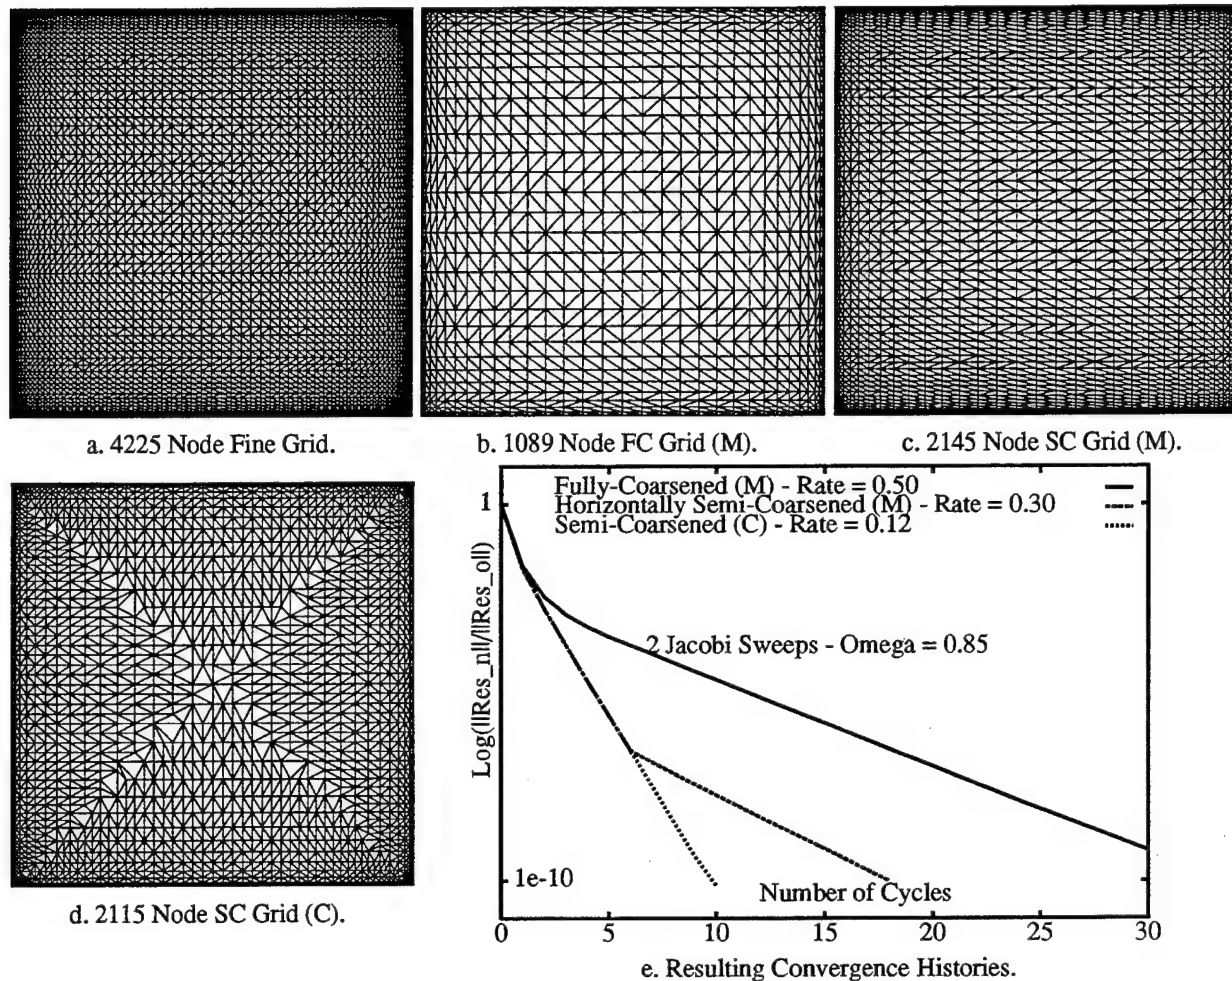 a. 4225 Node Fine Grid.
b. 1089 Node FC Grid (M).
c. 2145 Node SC Grid (M).
d. 2115 Node SC Grid (C).
Log(||Res_n||/||Res_o||)
1
1e-10
Fully-Coarsened (M) - Rate = 0.50
Horizontally Semi-Coarsened (M) - Rate = 0.30
Semi-Coarsened (C) - Rate = 0.12
2 Jacobi Sweeps - Omega = 0.85
Number of Cycles
0 5 10 15 20 25 30
e. Resulting Convergence Histories.